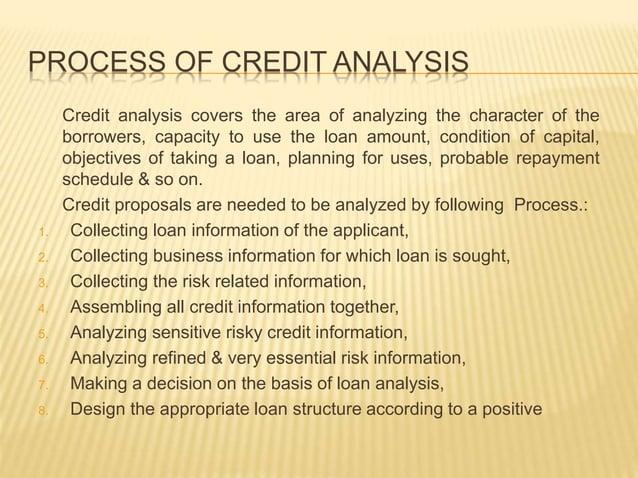 PROCESS OF CREDIT ANALYSIS
Credit analysis covers the area of analyzing the character of the
borrowers, capacity to use the loan amount, condition of capital,
objectives of taking a loan, planning for uses, probable repayment
schedule & so on.
Credit proposals are needed to be analyzed by following Process.:
1. Collecting loan information of the applicant,
2. Collecting business information for which loan is sought,
3. Collecting the risk related information,
4. Assembling all credit information together,
5. Analyzing sensitive risky credit information,
6. Analyzing refined & very essential risk information,
7. Making a decision on the basis of loan analysis,
8. Design the appropriate loan structure according to a positive